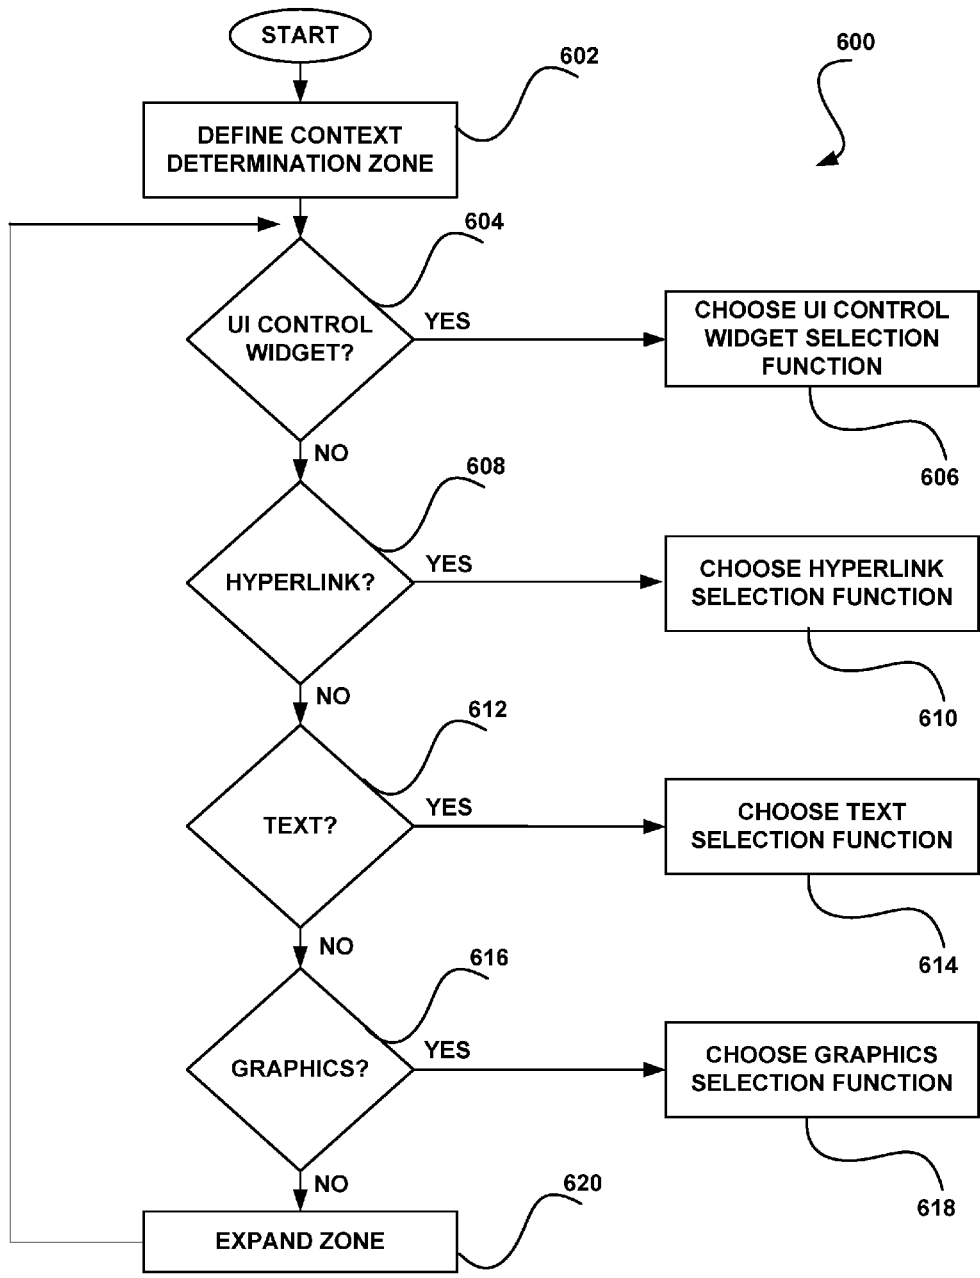 START
602
600
DEFINE CONTEXT
DETERMINATION ZONE
604
UI CONTROL
WIDGET?
YES
CHOOSE UI CONTROL
WIDGET SELECTION
FUNCTION
606
NO
608
HYPERLINK?
YES
CHOOSE HYPERLINK
SELECTION FUNCTION
610
NO
612
TEXT?
YES
CHOOSE TEXT
SELECTION FUNCTION
614
NO
616
GRAPHICS?
YES
CHOOSE GRAPHICS
SELECTION FUNCTION
618
NO
620
EXPAND ZONE